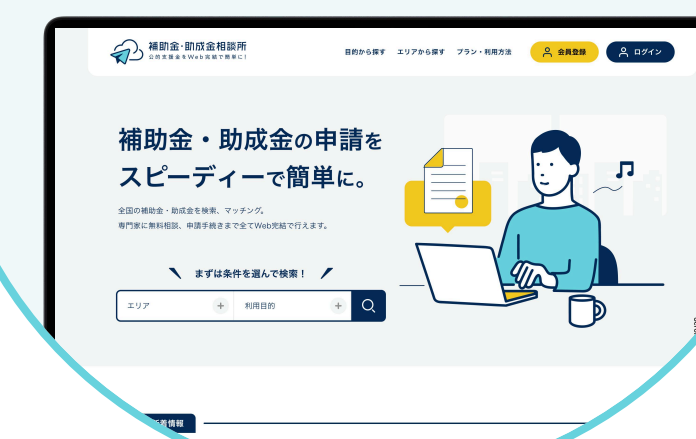 補助金・助成金相談所
公的支援金をWeb完結で簡単に!
目的から探す エリアから探す プラン・利用方法 会員登録 ログイン
補助金・助成金の申請を
スピーディーで簡単に。
全国の補助金・助成金を検索、マッチング。
専門家に無料相談、申請手続きまで全てWeb完結で行えます。
まずは条件を選んで検索!
エリア + 利用目的 +
着情報